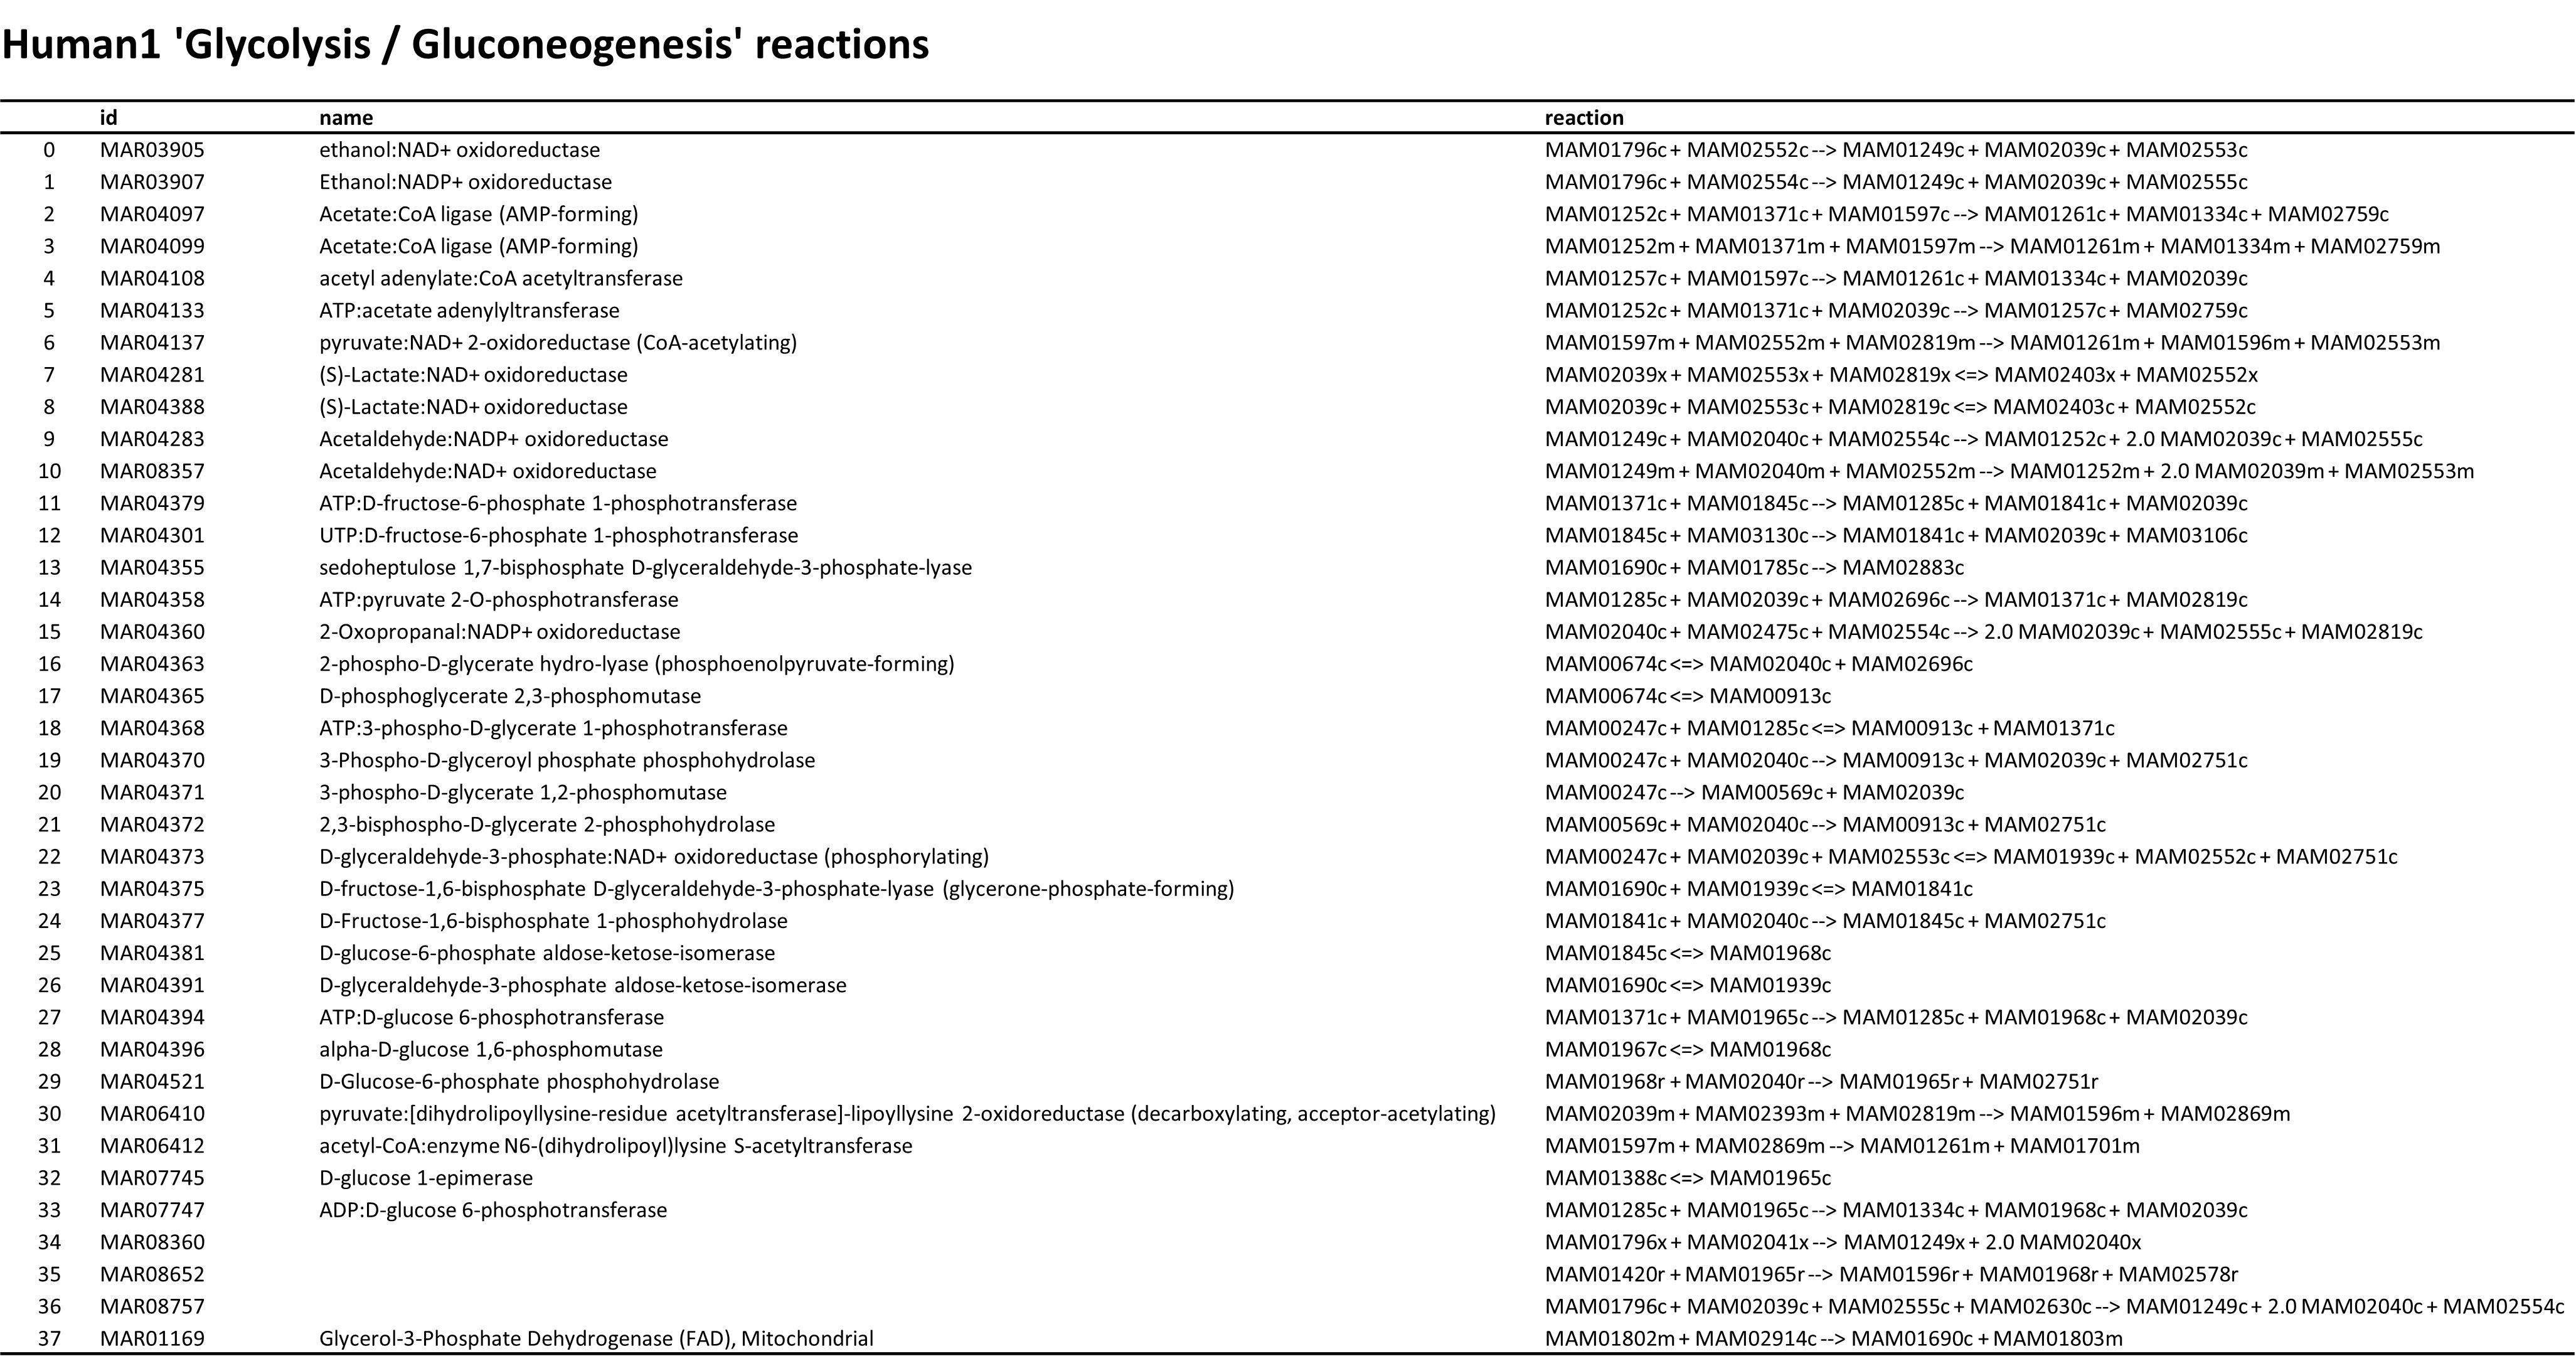 Human1 'Glycolysis / Gluconeogenesis' reactions
id name reaction
0 MAR03905 ethanol:NAD+ oxidoreductase MAM01796c + MAM02552c --> MAM01249c + MAM02039c + MAM02553c
1 MAR03907 Ethanol:NADP+ oxidoreductase MAM01796c + MAM02554c --> MAM01249c + MAM02039c + MAM02555c
2 MAR04097 Acetate:CoA ligase (AMP-forming) MAM01252c + MAM01371c + MAM01597c --> MAM01261c + MAM01334c + MAM02759c
3 MAR04099 Acetate:CoA ligase (AMP-forming) MAM01252m + MAM01371m + MAM01597m --> MAM01261m + MAM01334m + MAM02759m
4 MAR04108 acetyl adenylate:CoA acetyltransferase MAM01257c + MAM01597c --> MAM01261c + MAM01334c + MAM02039c
5 MAR04133 ATP:acetate adenylyltransferase MAM01252c + MAM01371c + MAM02039c --> MAM01257c + MAM02759c
6 MAR04137 pyruvate:NAD+ 2-oxidoreductase (CoA-acetylating) MAM01597m + MAM02552m + MAM02819m --> MAM01261m + MAM01596m + MAM02553m
7 MAR04281 (S)-Lactate:NAD+ oxidoreductase MAM02039x + MAM02553x + MAM02819x <=> MAM02403x + MAM02552x
8 MAR04388 (S)-Lactate:NAD+ oxidoreductase MAM02039c + MAM02553c + MAM02819c <=> MAM02403c + MAM02552c
9 MAR04283 Acetaldehyde:NADP+ oxidoreductase MAM01249c + MAM02040c + MAM02554c --> MAM01252c + 2.0 MAM02039c + MAM02555c
10 MAR08357 Acetaldehyde:NAD+ oxidoreductase MAM01249m + MAM02040m + MAM02552m --> MAM01252m + 2.0 MAM02039m + MAM02553m
11 MAR04379 ATP:D-fructose-6-phosphate 1-phosphotransferase MAM01371c + MAM01845c --> MAM01285c + MAM01841c + MAM02039c
12 MAR04301 UTP:D-fructose-6-phosphate 1-phosphotransferase MAM01845c + MAM03130c --> MAM01841c + MAM02039c + MAM03106c
13 MAR04355 sedoheptulose 1,7-bisphosphate D-glyceraldehyde-3-phosphate-lyase MAM01690c + MAM01785c --> MAM02883c
14 MAR04358 ATP:pyruvate 2-O-phosphotransferase MAM01285c + MAM02039c + MAM02696c --> MAM01371c + MAM02819c
15 MAR04360 2-Oxopropanal:NADP+ oxidoreductase MAM02040c + MAM02475c + MAM02554c --> 2.0 MAM02039c + MAM02555c + MAM02819c
16 MAR04363 2-phospho-D-glycerate hydro-lyase (phosphoenolpyruvate-forming) MAM00674c <=> MAM02040c + MAM02696c
17 MAR04365 D-phosphoglycerate 2,3-phosphomutase MAM00674c <=> MAM00913c
18 MAR04368 ATP:3-phospho-D-glycerate 1-phosphotransferase MAM00247c + MAM01285c <=> MAM00913c + MAM01371c
19 MAR04370 3-Phospho-D-glyceroyl phosphate phosphohydrolase MAM00247c + MAM02040c --> MAM00913c + MAM02039c + MAM02751c
20 MAR04371 3-phospho-D-glycerate 1,2-phosphomutase MAM00247c --> MAM00569c + MAM02039c
21 MAR04372 2,3-bisphospho-D-glycerate 2-phosphohydrolase MAM00569c + MAM02040c --> MAM00913c + MAM02751c
22 MAR04373 D-glyceraldehyde-3-phosphate:NAD+ oxidoreductase (phosphorylating) MAM00247c + MAM02039c + MAM02553c <=> MAM01939c + MAM02552c + MAM02751c
23 MAR04375 D-fructose-1,6-bisphosphate D-glyceraldehyde-3-phosphate-lyase (glycerone-phosphate-forming) MAM01690c + MAM01939c <=> MAM01841c
24 MAR04377 D-Fructose-1,6-bisphosphate 1-phosphohydrolase MAM01841c + MAM02040c --> MAM01845c + MAM02751c
25 MAR04381 D-glucose-6-phosphate aldose-ketose-isomerase MAM01845c <=> MAM01968c
26 MAR04391 D-glyceraldehyde-3-phosphate aldose-ketose-isomerase MAM01690c <=> MAM01939c
27 MAR04394 ATP:D-glucose 6-phosphotransferase MAM01371c + MAM01965c --> MAM01285c + MAM01968c + MAM02039c
28 MAR04396 alpha-D-glucose 1,6-phosphomutase MAM01967c <=> MAM01968c
29 MAR04521 D-Glucose-6-phosphate phosphohydrolase MAM01968r + MAM02040r --> MAM01965r + MAM02751r
30 MAR06410 pyruvate:[dihydrolipoyllysine-residue acetyltransferase]-lipoyllysine 2-oxidoreductase (decarboxylating, acceptor-acetylating) MAM02039m + MAM02393m + MAM02819m --> MAM01596m + MAM02869m
31 MAR06412 acetyl-CoA:enzyme N6-(dihydrolipoyl)lysine S-acetyltransferase MAM01597m + MAM02869m --> MAM01261m + MAM01701m
32 MAR07745 D-glucose 1-epimerase MAM01388c <=> MAM01965c
33 MAR07747 ADP:D-glucose 6-phosphotransferase MAM01285c + MAM01965c --> MAM01334c + MAM01968c + MAM02039c
34 MAR08360 MAM01796x + MAM02041x --> MAM01249x + 2.0 MAM02040x
35 MAR08652 MAM01420r + MAM01965r --> MAM01596r + MAM01968r + MAM02578r
36 MAR08757 MAM01796c + MAM02039c + MAM02555c + MAM02630c --> MAM01249c + 2.0 MAM02040c + MAM02554c
37 MAR01169 Glycerol-3-Phosphate Dehydrogenase (FAD), Mitochondrial MAM01802m + MAM02914c --> MAM01690c + MAM01803m